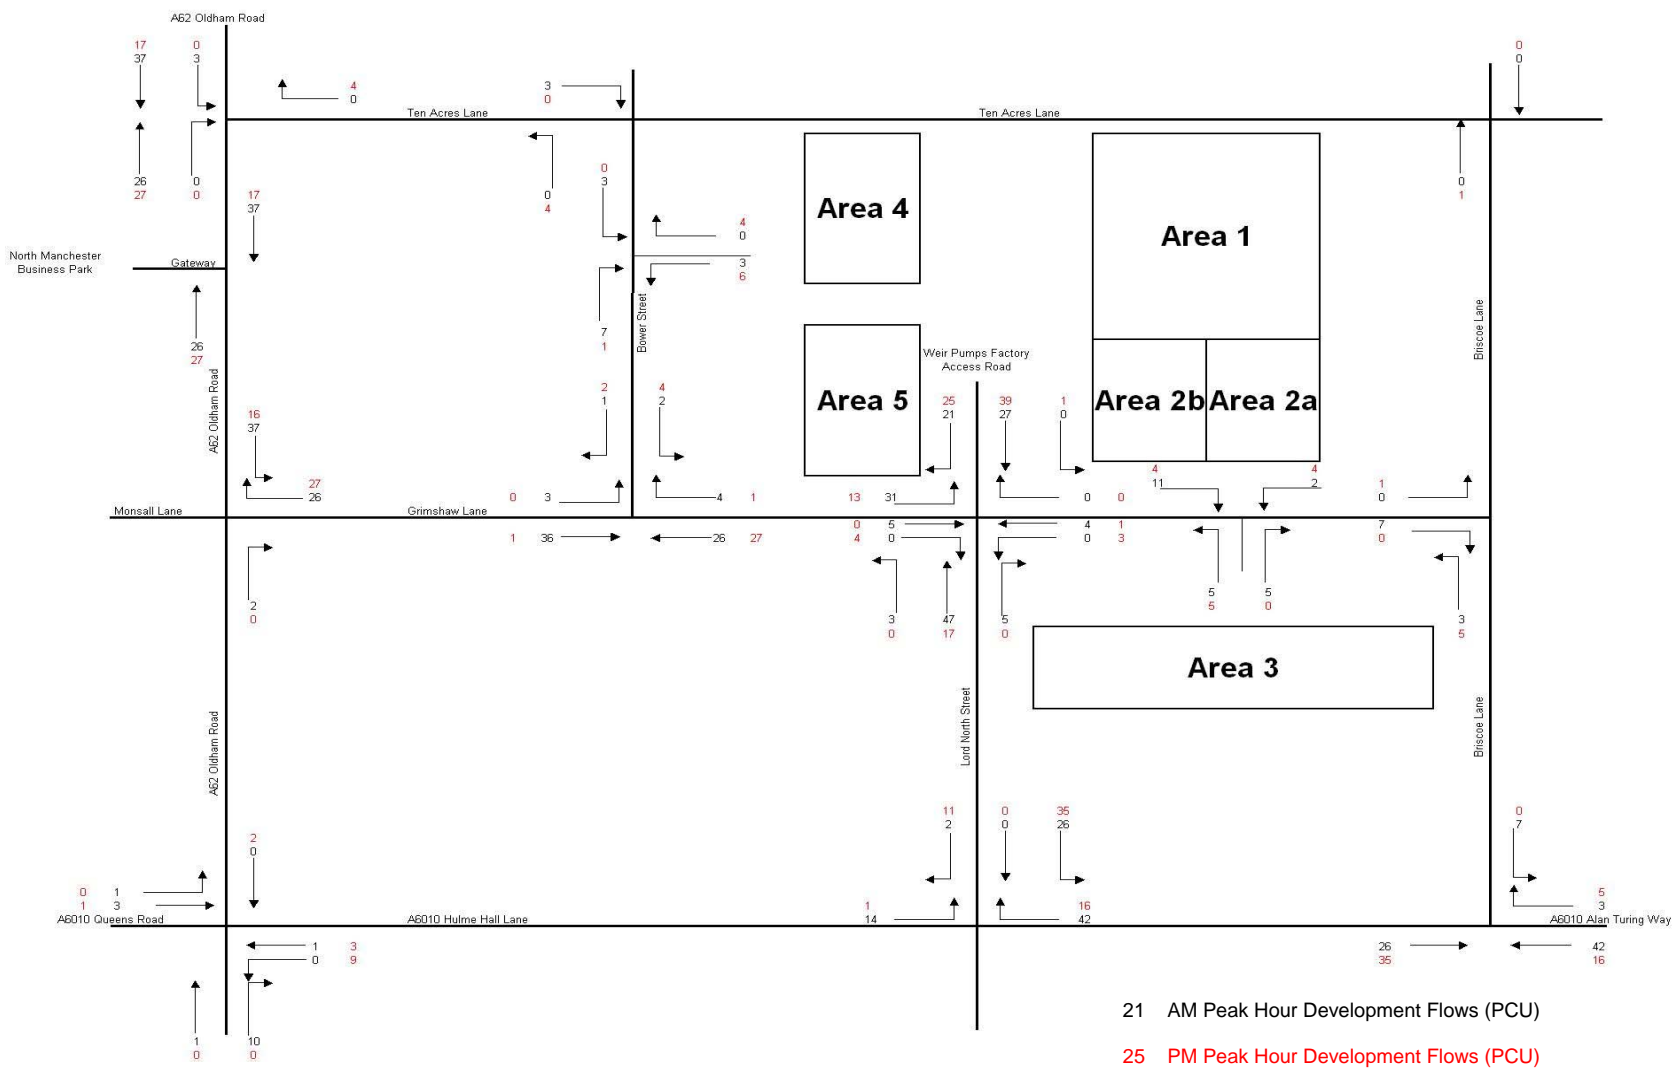 A62 Oldham Road
17 0 0
37 3 0
4 3
0 0
Ten Acres Lane Ten Acres Lane
26 0 0
27 0 1
0
3
0
4
17
37
4
0
Area 4
Area 1
North Manchester
Business Park
Gateway
3
6
Bower Street
Briscoe Lane
7
1
26
27
Weir Pumps Factory
Access Road
A62 Oldham Road
2 4
1 2
Area 5
25 39 1
21 27 0
Area 2b Area 2a
16
37
4 4
11 2
27
26
0 3
4 1
13 31
0 0
1
0
Monsall Lane Grimshaw Lane
1 36
26 27
0 5
4 0
4 1
0 3
7
0
5 5
5 0
2
0
3 47 5
0 17 0
3
5
Area 3
A62 Oldham Road
Lord North Street
Briscoe Lane
2
0
11 0 35
2 0 26
0
7
0 1
1 3
1
14
16
42
5
3
A6010 Queens Road A6010 Hulme Hall Lane A6010 Alan Turing Way
1 3
0 9
26
35
42
16
1 10
0 0
21 AM Peak Hour Development Flows (PCU)
25 PM Peak Hour Development Flows (PCU)